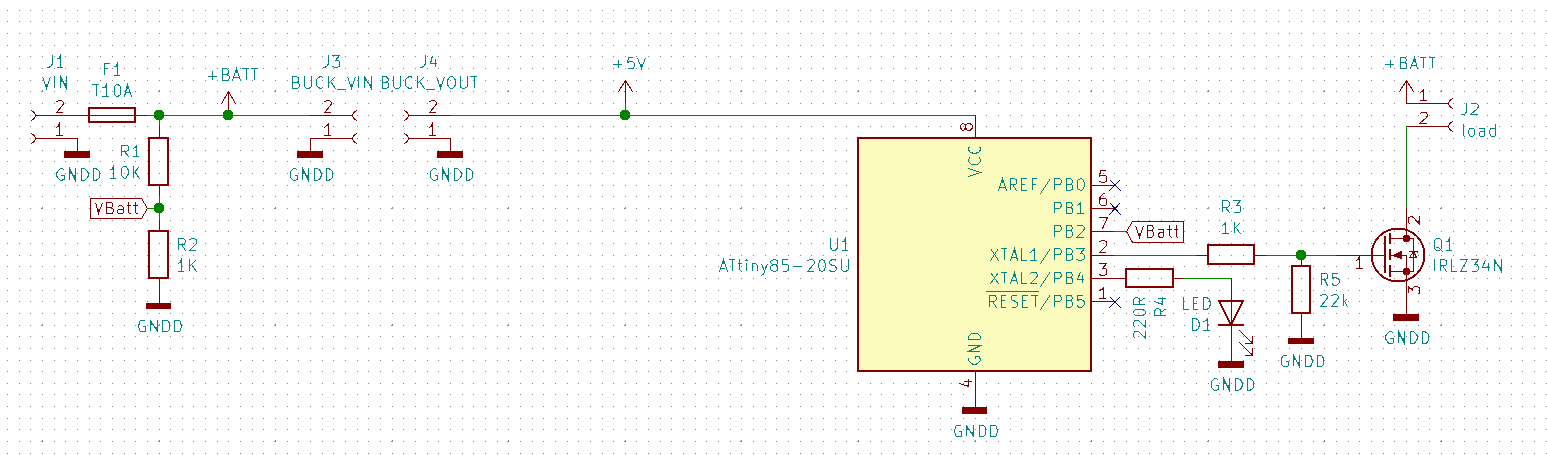 J1
VIN
2
1
GNDD
F1
T10A
R1
10K
VBatt
R2
1K
GNDD
+BATT
J3
BUCK_VIN
2
1
GNDD
J4
BUCK_VOUT
2
1
GNDD
+5V
U1
ATtiny85-20SU
8
VCC
AREF/PB0
5
PB1
6
PB2
7
XTAL1/PB3
2
XTAL2/PB4
3
RESET/PB5
1
GND
4
GNDD
VBatt
R3
1K
220R
R4
LED
D1
GNDD
R5
22k
GNDD
+BATT
1
2
J2
load
2
1
3
Q1
IRLZ34N
GNDD